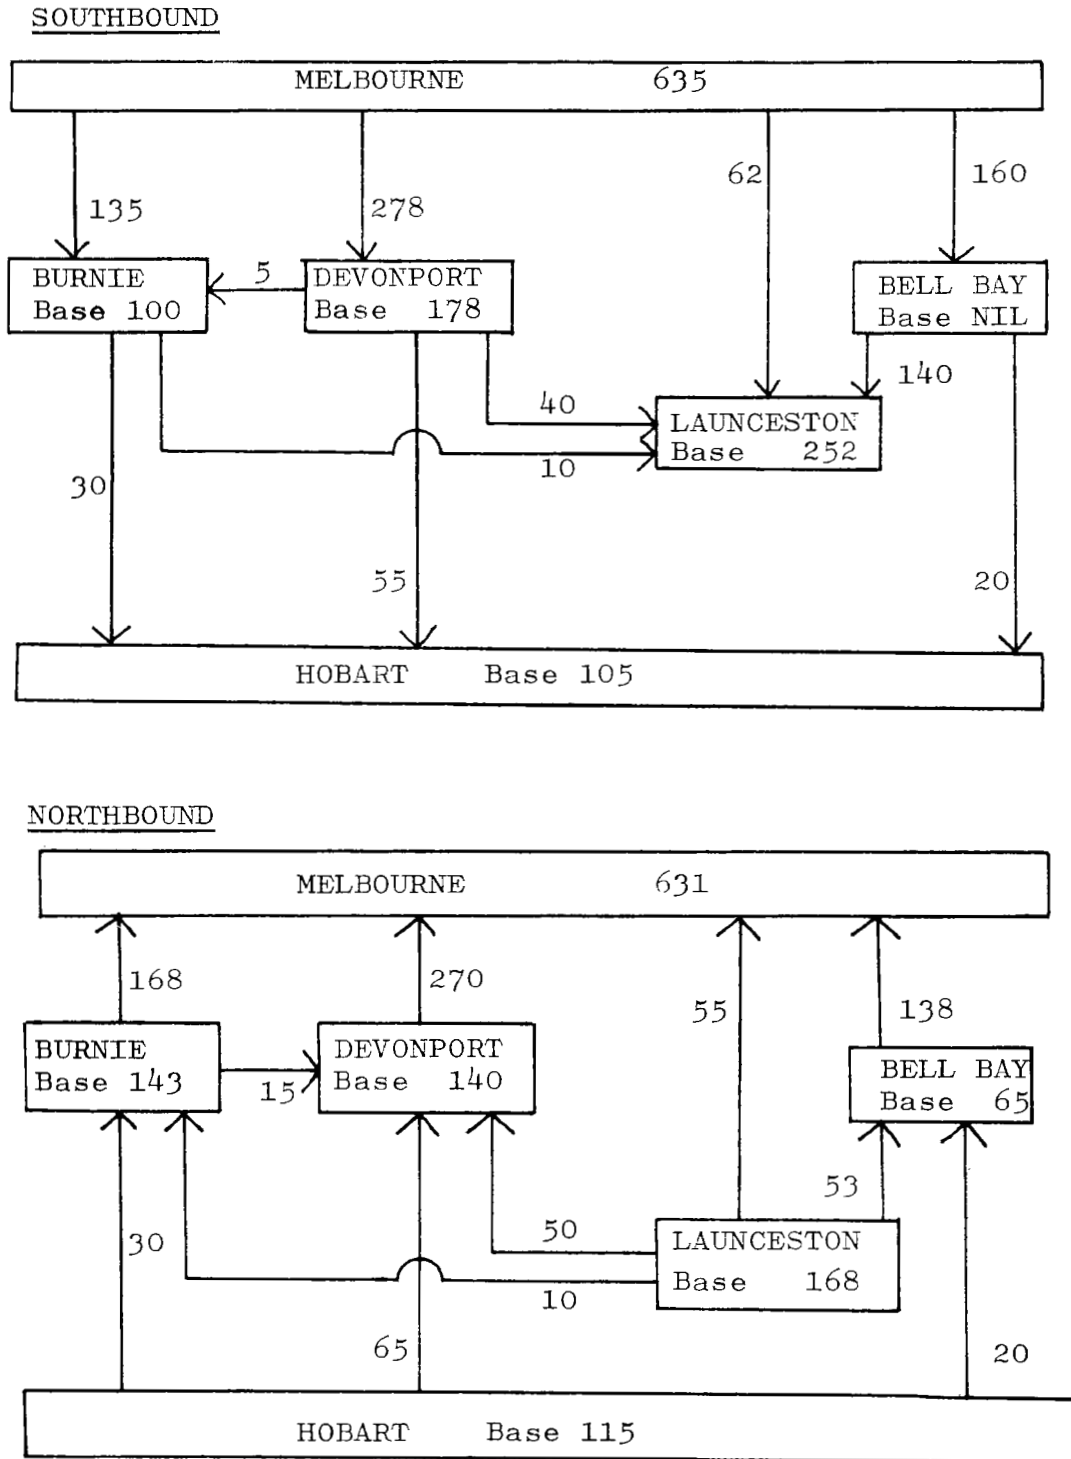 SOUTHBOUND
MELBOURNE 635
135
278
62
160
BURNIE
Base 100
5
DEVONPORT
Base 178
BELL BAY
Base NIL
140
40
10
LAUNCESTON
Base 252
30
55
20
HOBART Base 105
NORTHBOUND
MELBOURNE 631
168
270
55
138
BURNIE
Base 143
15
DEVONPORT
Base 140
BELL BAY
Base 65
53
30
50
10
LAUNCESTON
Base 168
65
20
HOBART Base 115